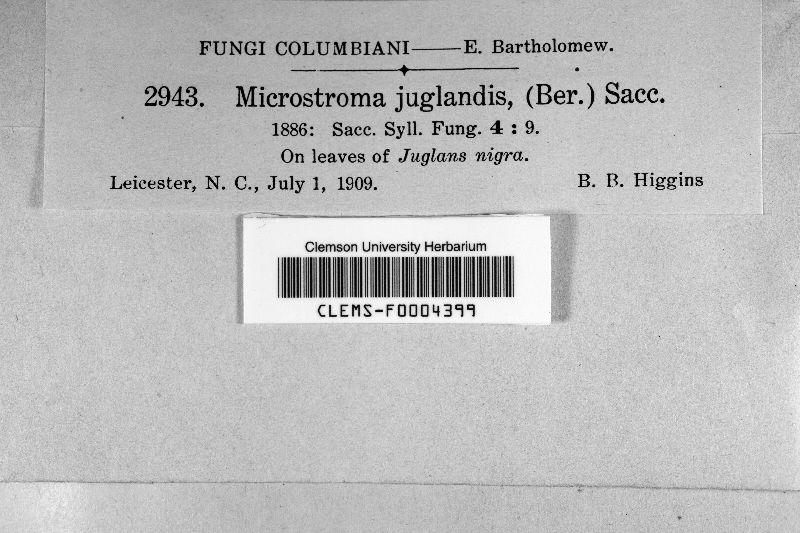 FUNGI COLUMBIANI——E. Bartholomew.
2943. Microstroma juglandis, (Ber.) Sacc.
1886: Sacc. Syll. Fung. 4 : 9.
On leaves of Juglans nigra.
Leicester, N. C., July 1, 1909. B. B. Higgins
Clemson University Herbarium
CLEMS-F0004399